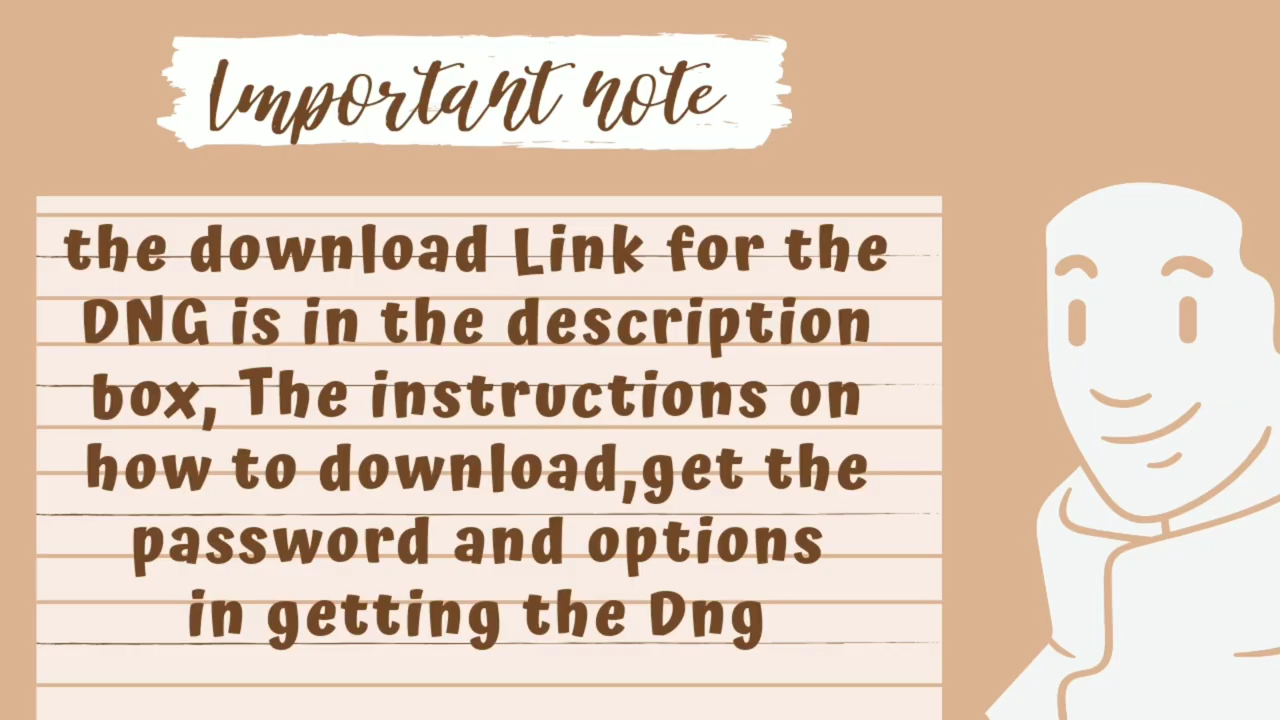 Important note
the download Link for the
DNG is in the description
box, The instructions on
how to download,get the
password and options
in getting the Dng